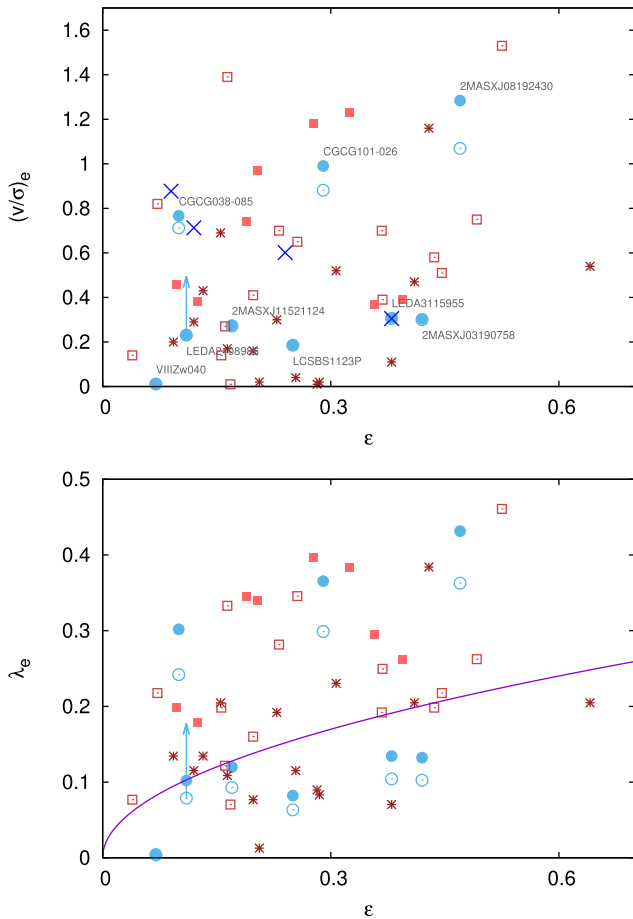 1.6
1.4
1.2
1
0.8
0.6
0.4
0.2
0
(v/σ)e
2MASXJ08192430
CGCG101-026
CGCG038-085
2MASXJ11521124
LEDA3115955
2MASXJ03190758
LCSBS1123P
VIIIZw040
0
0.3
0.6
ε
0.5
0.4
0.3
0.2
0.1
0
λe
0
0.3
0.6
ε